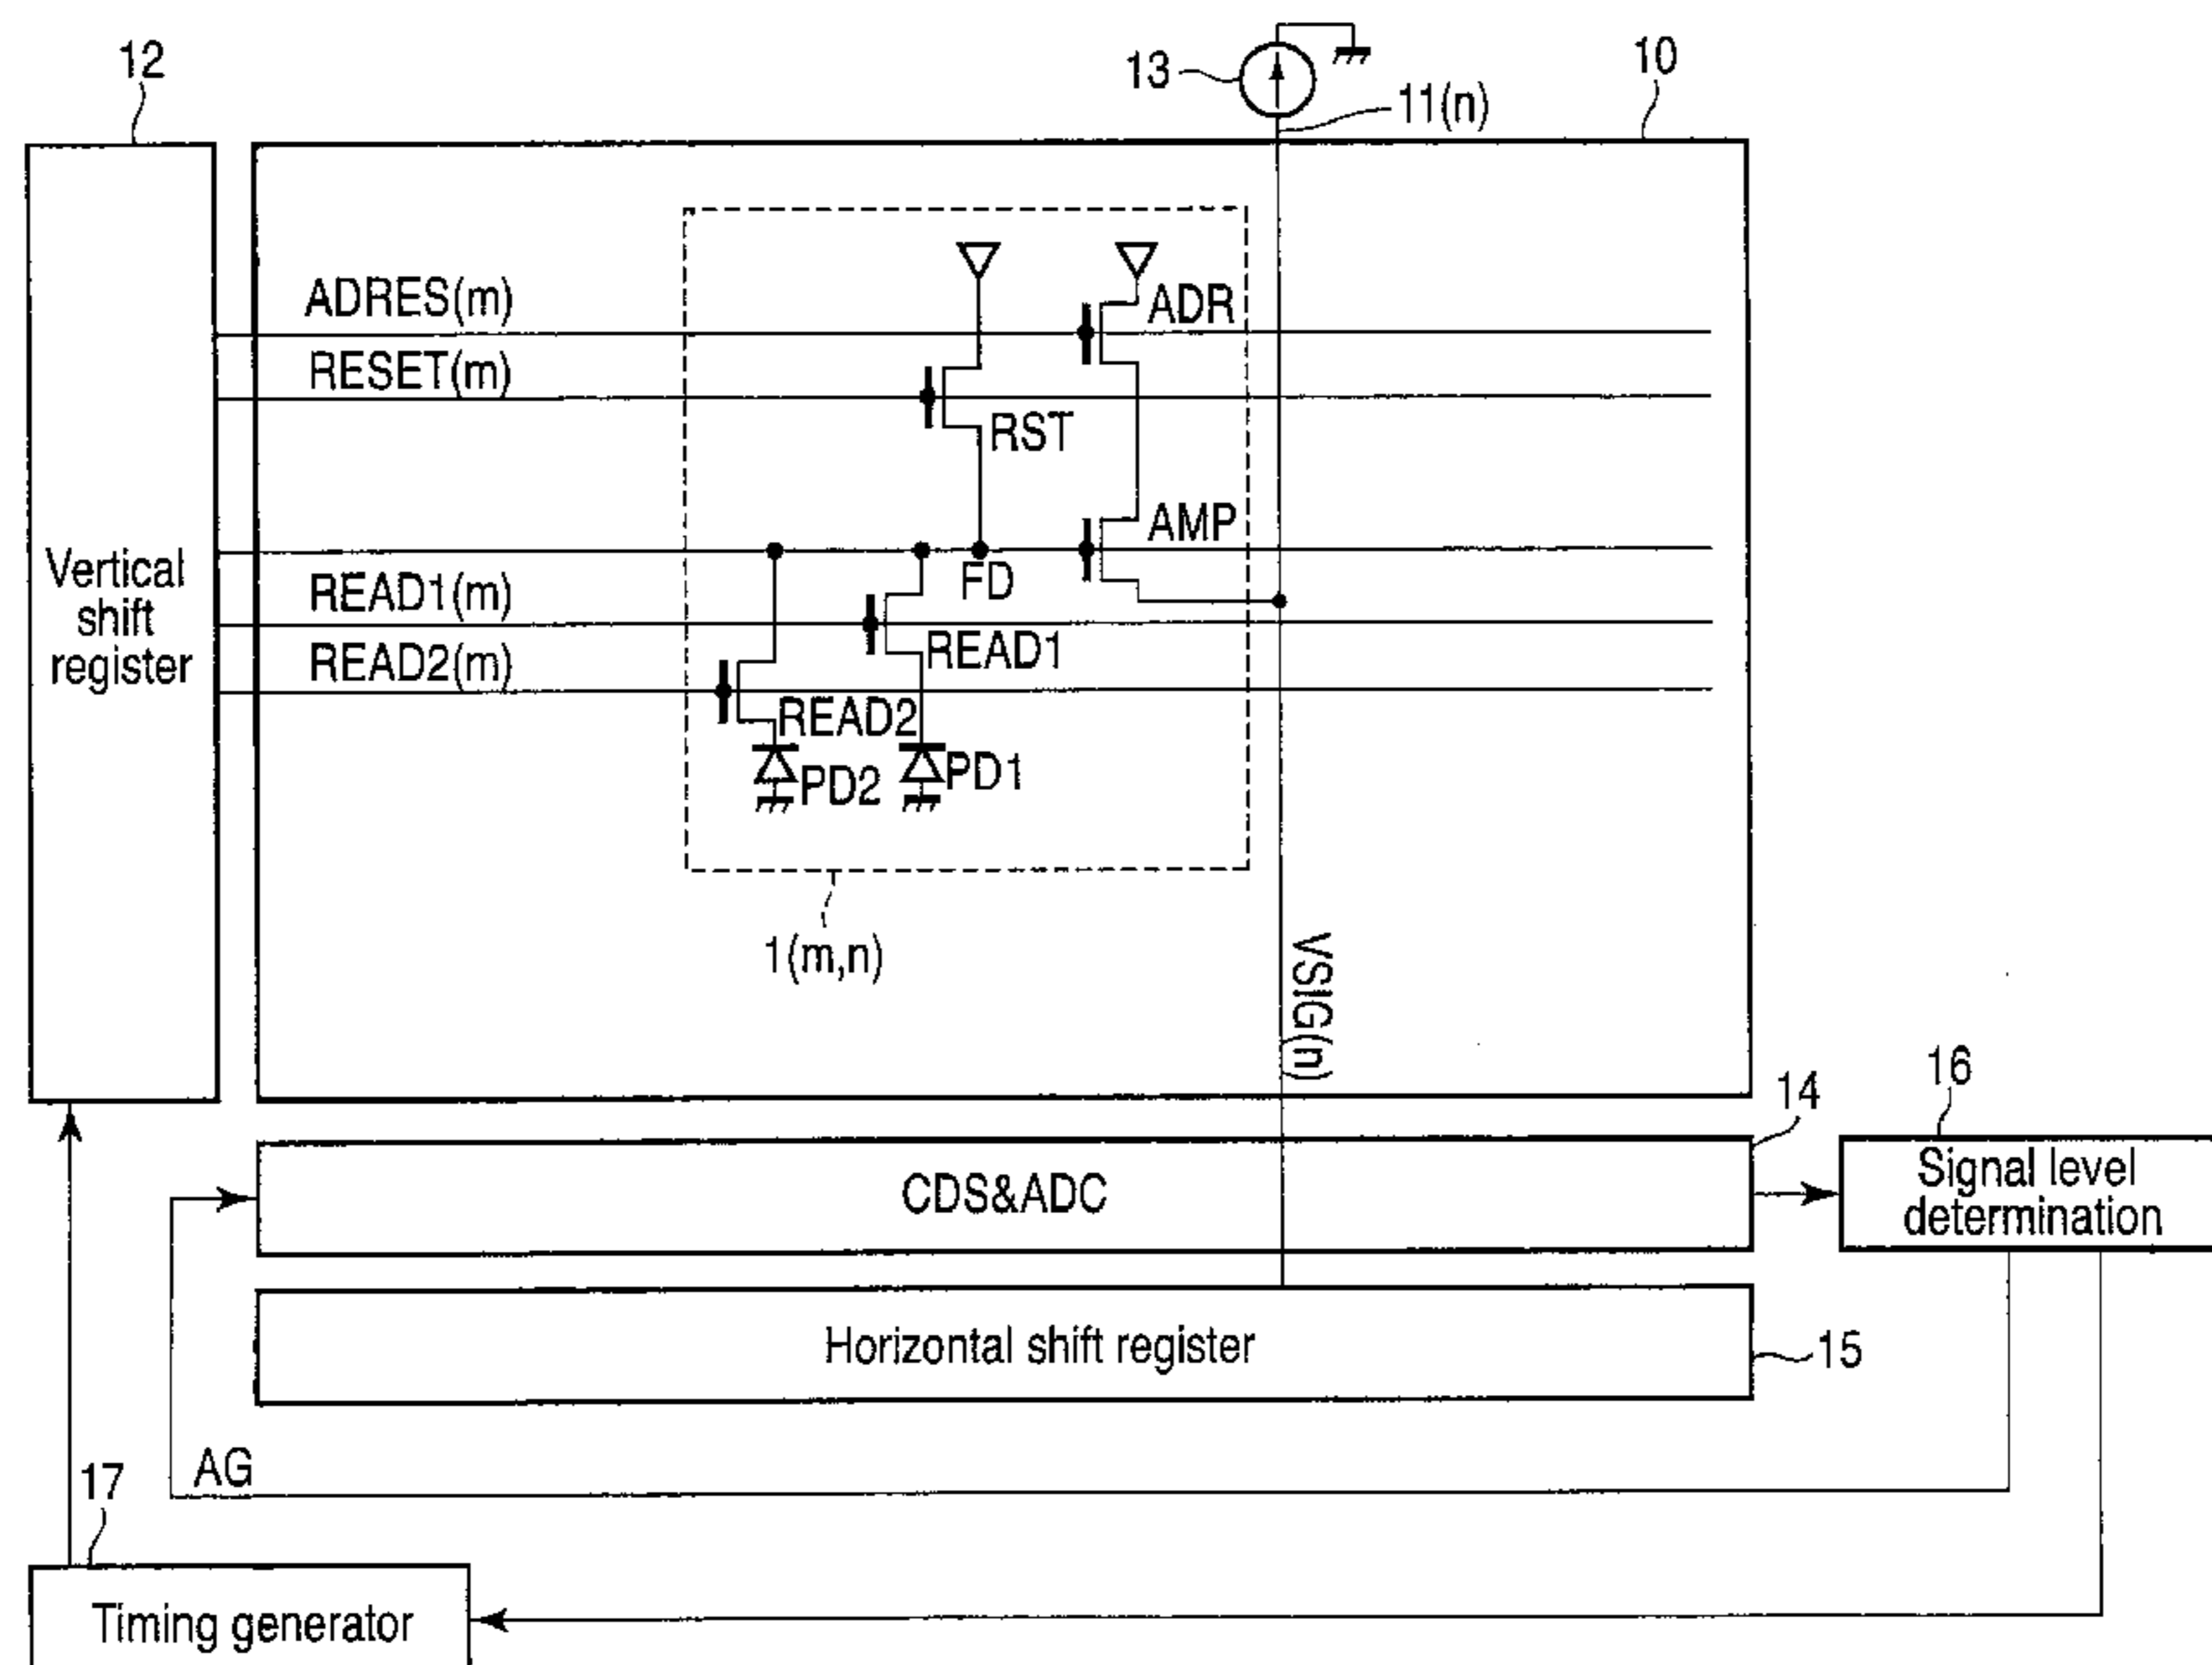 12
13
11(n)
10
ADRES(m)
ADR
RESET(m)
RST
AMP
Vertical
shift
register
FD
READ1(m)
READ1
READ2(m)
READ2
PD2
PD1
1(m,n)
VSIG(n)
14
16
CDS&ADC
Signal level
determination
Horizontal shift register
15
AG
17
Timing generator